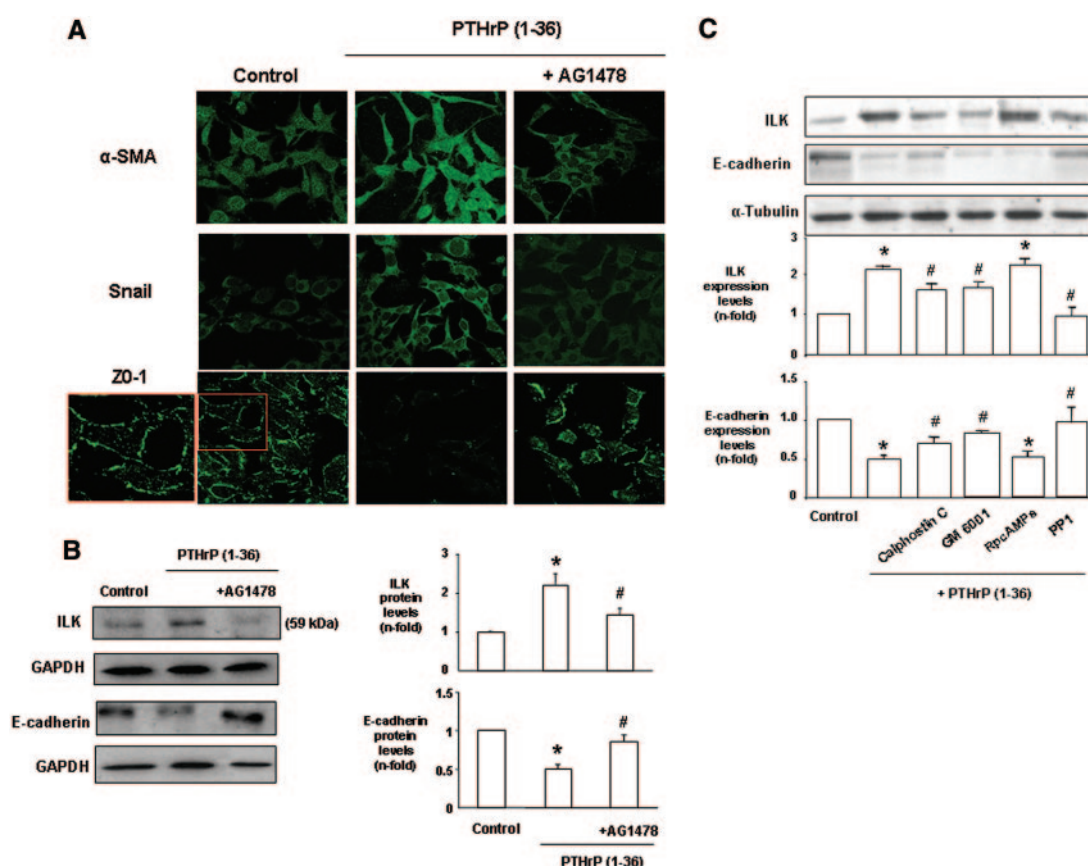 A
PTHrP (1-36)
Control
+ AG1478
α-SMA
Snail
ZO-1
B
PTHrP (1-36)
Control
+AG1478
ILK
(59 kDa)
GAPDH
E-cadherin
GAPDH
3
2
1
0
ILK
protein
levels
(n-fold)
*
#
1.5
1
0.5
0
E-cadherin
protein
levels
(n-fold)
*
#
Control
+AG1478
PTHrP (1-36)
C
ILK
E-cadherin
α-Tubulin
3
2
1
0
ILK
expression
levels
(n-fold)
*
#
#
*
#
1.5
1.0
0.5
0
E-cadherin
expression
levels
(n-fold)
*
#
#
*
#
Control
Calphostin C
GM 6001
RpcAMPs
PP1
+ PTHrP (1-36)